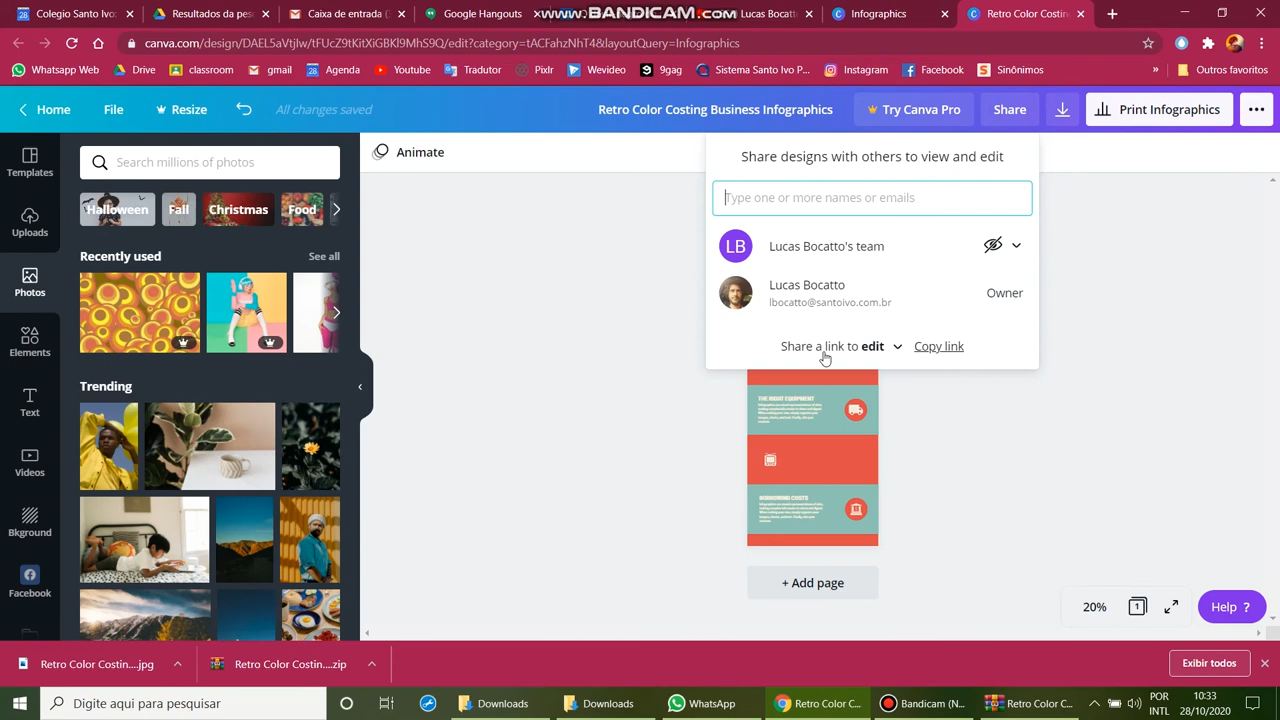 Colegio Santo Ivo
Resultados da pes
Caixa de entrada (
Google Hangouts
www.BANDICAM.com
Lucas Bocatt
Infographics
Retro Color Costin
canva.com/design/DAEL5aVtjIw/tFUcZ9tKitXiGBKl9MhS9Q/edit?category=tACFahzNhT4&layoutQuery=Infographics
Whatsapp Web
Drive
classroom
gmail
Agenda
Youtube
Tradutor
Pixlr
Wevideo
9gag
Sistema Santo Ivo P...
Instagram
Facebook
Sinônimos
»
Outros favoritos
Home
File
Resize
All changes saved
Retro Color Costing Business Infographics
Try Canva Pro
Share
Print Infographics
Templates
Uploads
Photos
Elements
Text
Videos
Bkground
Facebook
Search millions of photos
Halloween
Fall
Christmas
Food
Recently used
See all
Trending
Animate
Share designs with others to view and edit
Type one or more names or emails
LB
Lucas Bocatto's team
Lucas Bocatto
lbocatto@santoivo.com.br
Owner
Share a link to edit
Copy link
THE RIGHT EQUIPMENT
BORROWING COSTS
+ Add page
20%
1
Help ?
Retro Color Costin....jpg
Retro Color Costin....zip
Exibir todos
Digite aqui para pesquisar
Downloads
Downloads
WhatsApp
Retro Color C...
Bandicam (N...
Retro Color C...
POR
INTL
10:33
28/10/2020